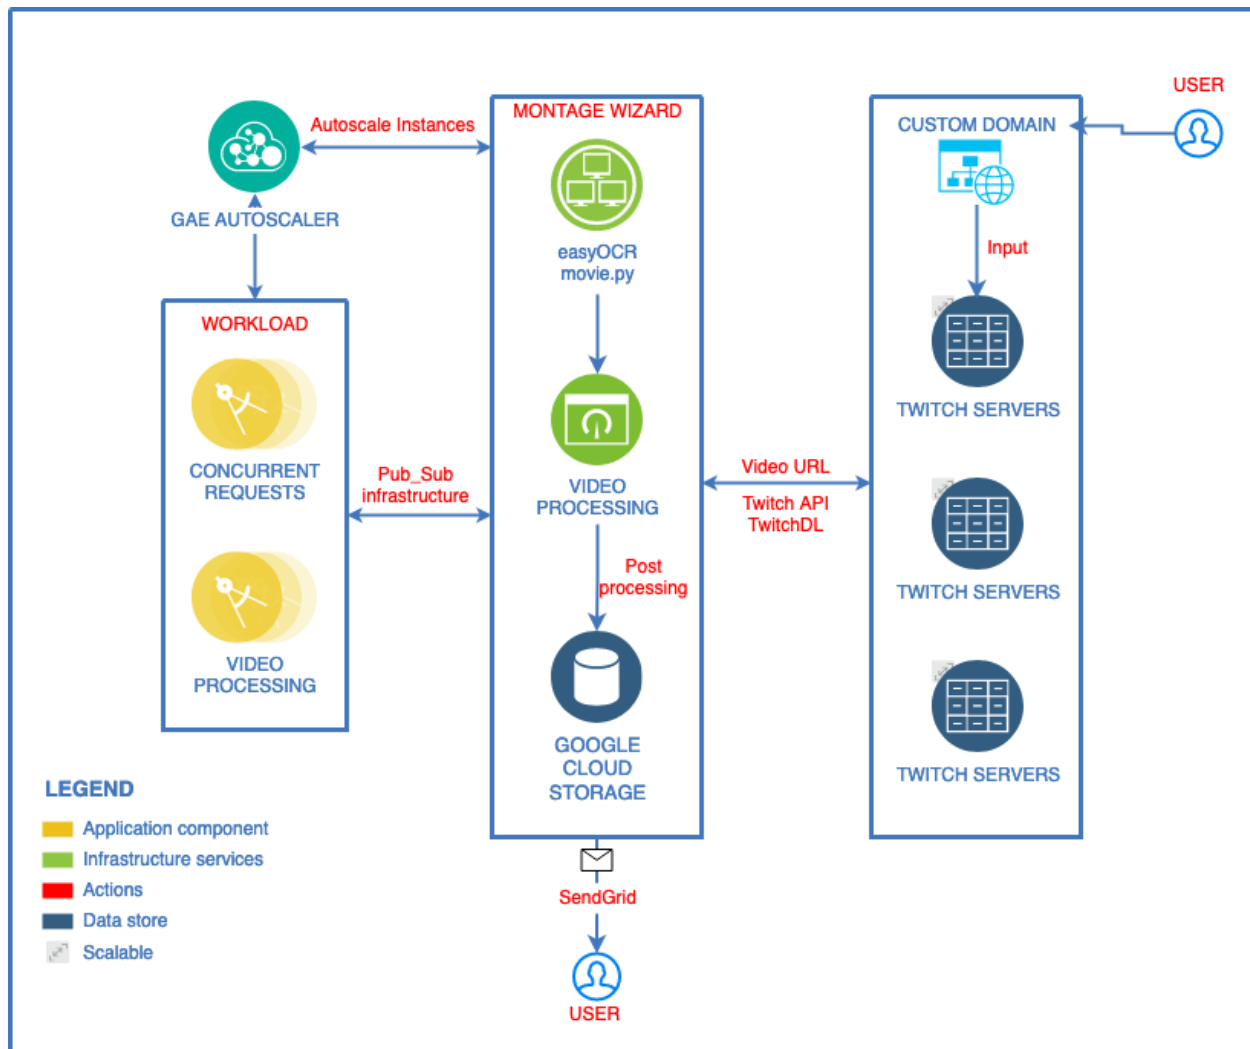 USER
MONTAGE WIZARD
CUSTOM DOMAIN
Autoscale Instances
GAE AUTOSCALER
easyOCR
movie.py
Input
WORKLOAD
TWITCH SERVERS
CONCURRENT
REQUESTS
Pub_Sub
infrastructure
VIDEO
PROCESSING
Video URL
Twitch API
TwitchDL
Post
processing
TWITCH SERVERS
VIDEO
PROCESSING
GOOGLE
CLOUD
STORAGE
TWITCH SERVERS
LEGEND
Application component
Infrastructure services
Actions
Data store
Scalable
SendGrid
USER